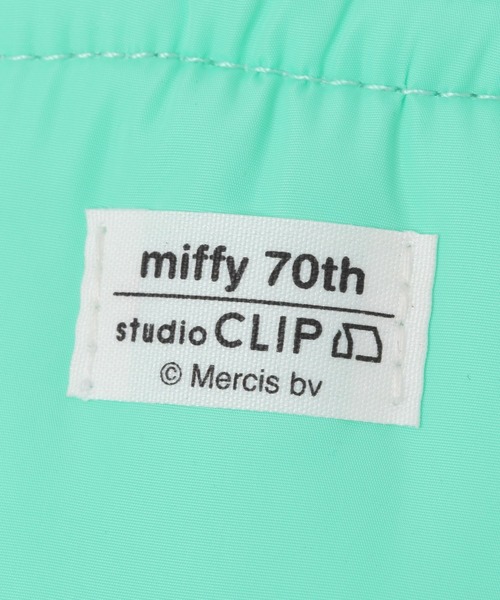 miffy 70th
studio CLIP
© Mercis bv